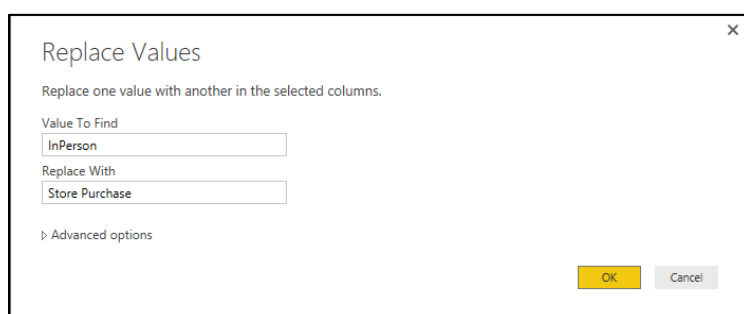 Replace Values
Replace one value with another in the selected columns.
Value To Find
InPerson
Replace With
Store Purchase
Advanced options
OK Cancel